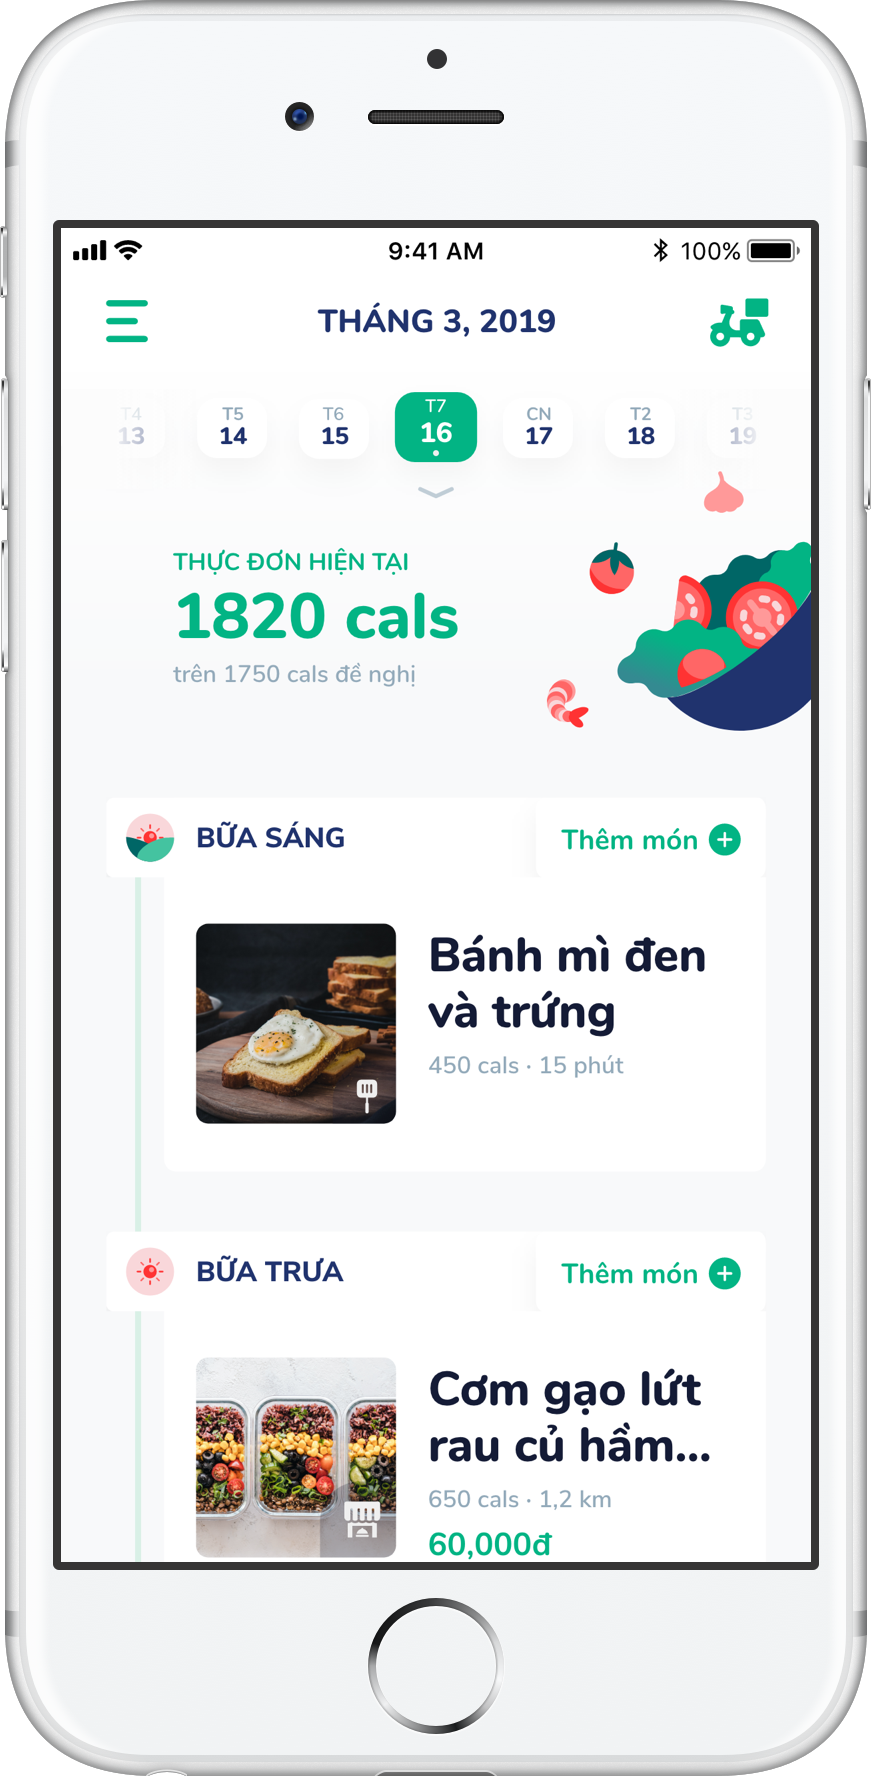 9:41 AM
100%
THÁNG 3, 2019
T4 T5 T6 T7 CN T2 T3
13 14 15 16 17 18 19
THỰC ĐƠN HIỆN TẠI
1820 cals
trên 1750 cals đề nghị
BỮA SÁNG
Thêm món
Bánh mì đen
và trứng
450 cals · 15 phút
BỮA TRƯA
Thêm món
Cơm gạo lứt
rau củ hầm...
650 cals · 1,2 km
60,000đ